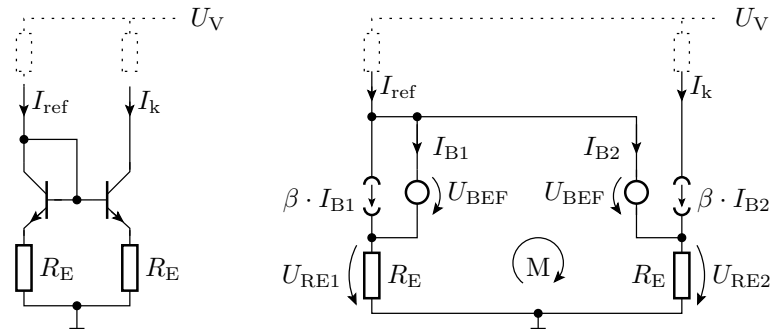 U_V
U_V
I_ref
I_k
I_ref
I_k
I_B1
I_B2
β · I_B1
U_BEF
U_BEF
β · I_B2
R_E
R_E
U_RE1
R_E
M
R_E
U_RE2